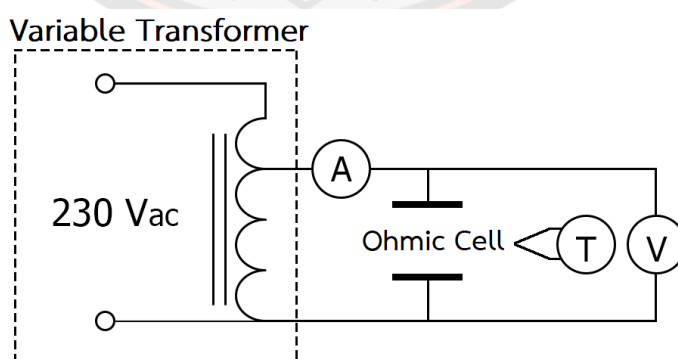 Variable Transformer
A
230 Vac
Ohmic Cell
T
V